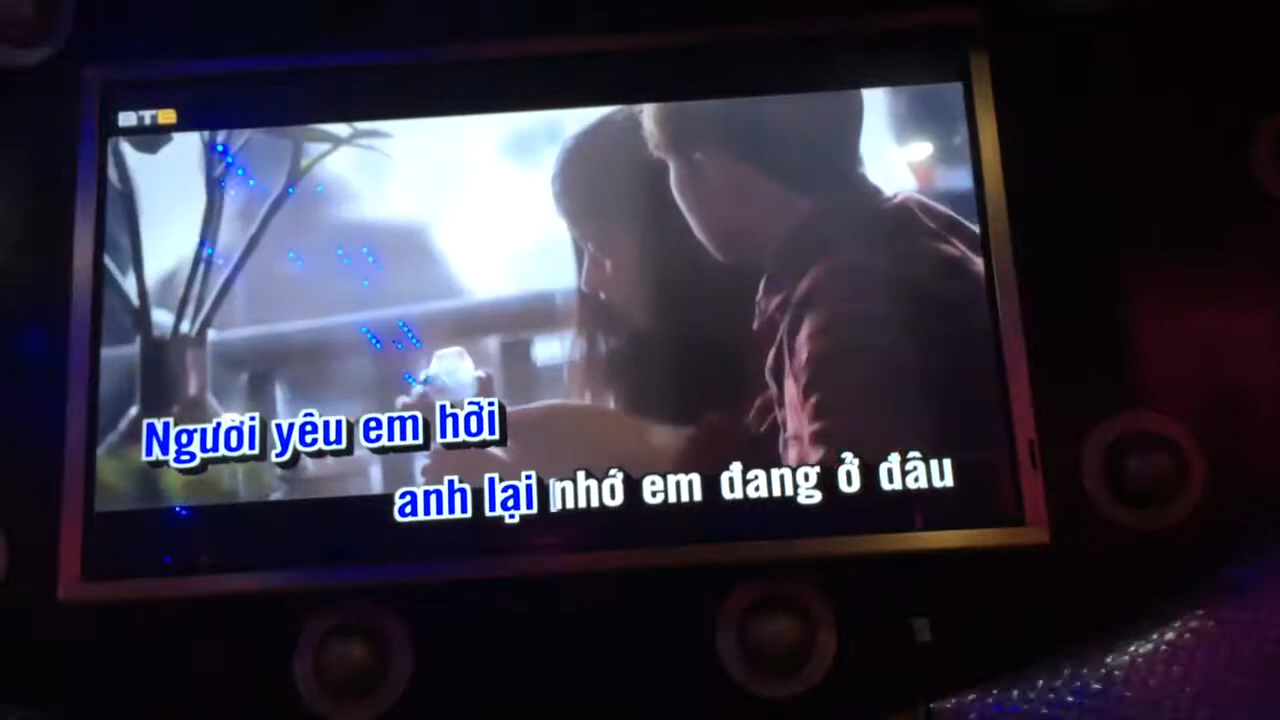 BTB
Người yêu em hỡi
anh lại nhớ em đang ở đâu